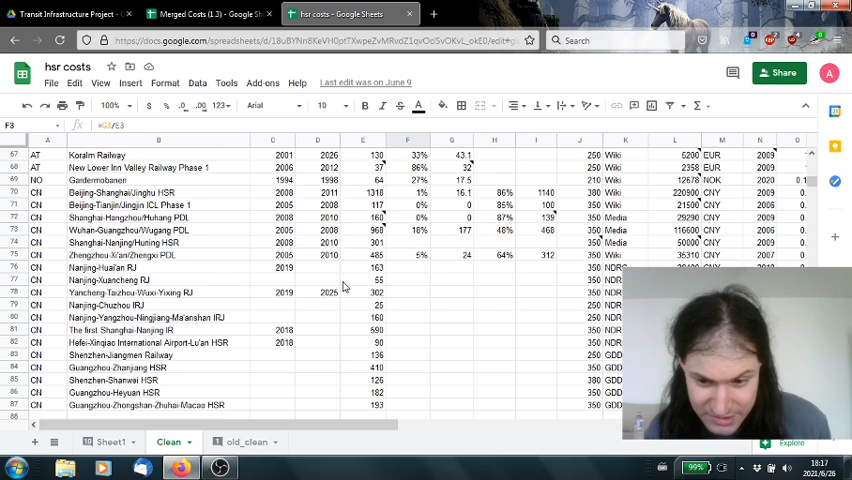 Transit Infrastructure Project - G
Merged Costs (1.3) - Google Sh
hsr costs - Google Sheets
Search
hsr costs
File Edit View Insert Format Data Tools Add-ons Help Last edit was on June 9
Share
A
100% $ % .0 .00 123 Arial 10 B I S A
F3 fx =G3/E3
A B C D E F G H I J K L M N O
67 AT Koralm Railway 2001 2026 130 33% 43.1 250 Wiki 5200 EUR 2009
68 AT New Lower Inn Valley Railway Phase 1 2006 2012 37 86% 32 250 Wiki 2358 EUR 2009
69 NO Gardermobanen 1994 1998 64 27% 17.5 210 Wiki 12678 NOK 2020 0.1
70 CN Beijing-Shanghai/Jinghu HSR 2008 2011 1318 1% 16.1 86% 1140 380 Wiki 220900 CNY 2009
71 CN Beijing-Tianjin/Jingjin ICL Phase 1 2005 2008 117 0% 0 85% 100 350 Wiki 21500 CNY 2006
72 CN Shanghai-Hangzhou/Huhang PDL 2008 2010 160 0% 0 87% 139 350 Media 29290 CNY 2009
73 CN Wuhan-Guangzhou/Wugang PDL 2005 2010 968 18% 177 48% 468 350 Media 116600 CNY 2009
74 CN Shanghai-Nanjing/Huning HSR 2008 2010 301 350 Media 50000 CNY 2009
75 CN Zhengzhou-Xi'an/Zhengxi PDL 2005 2010 485 5% 24 64% 312 350 Wiki 35310 CNY 2007
76 CN Nanjing-Huai'an RJ 2019 163 350
77 CN Nanjing-Xuancheng RJ 55 350 NDR
78 CN Yancheng-Taizhou-Wuxi-Yixing RJ 2019 2025 302 350 NDR
79 CN Nanjing-Chuzhou IRJ 25 250 NDR
80 CN Nanjing-Yangzhou-Ningjiang-Ma'anshan IRJ 160 NDR
81 CN The first Shanghai-Nanjing IR 2018 590 350 NDR
82 CN Hefei-Xinqiao International Airport-Lu'an HSR 2018 90 350 NDR
83 CN Shenzhen-Jiangmen Railway 136 250 GDD
84 CN Guangzhou-Zhanjiang HSR 410 350 GDD
85 CN Shenzhen-Shanwei HSR 126 380 GDD
86 CN Guangzhou-Heyuan HSR 182 350 GDD
87 CN Guangzhou-Zhongshan-Zhuhai-Macao HSR 193 350 GDD
88
Sheet1 Clean old_clean Explore
99% 18:17
2021/6/26